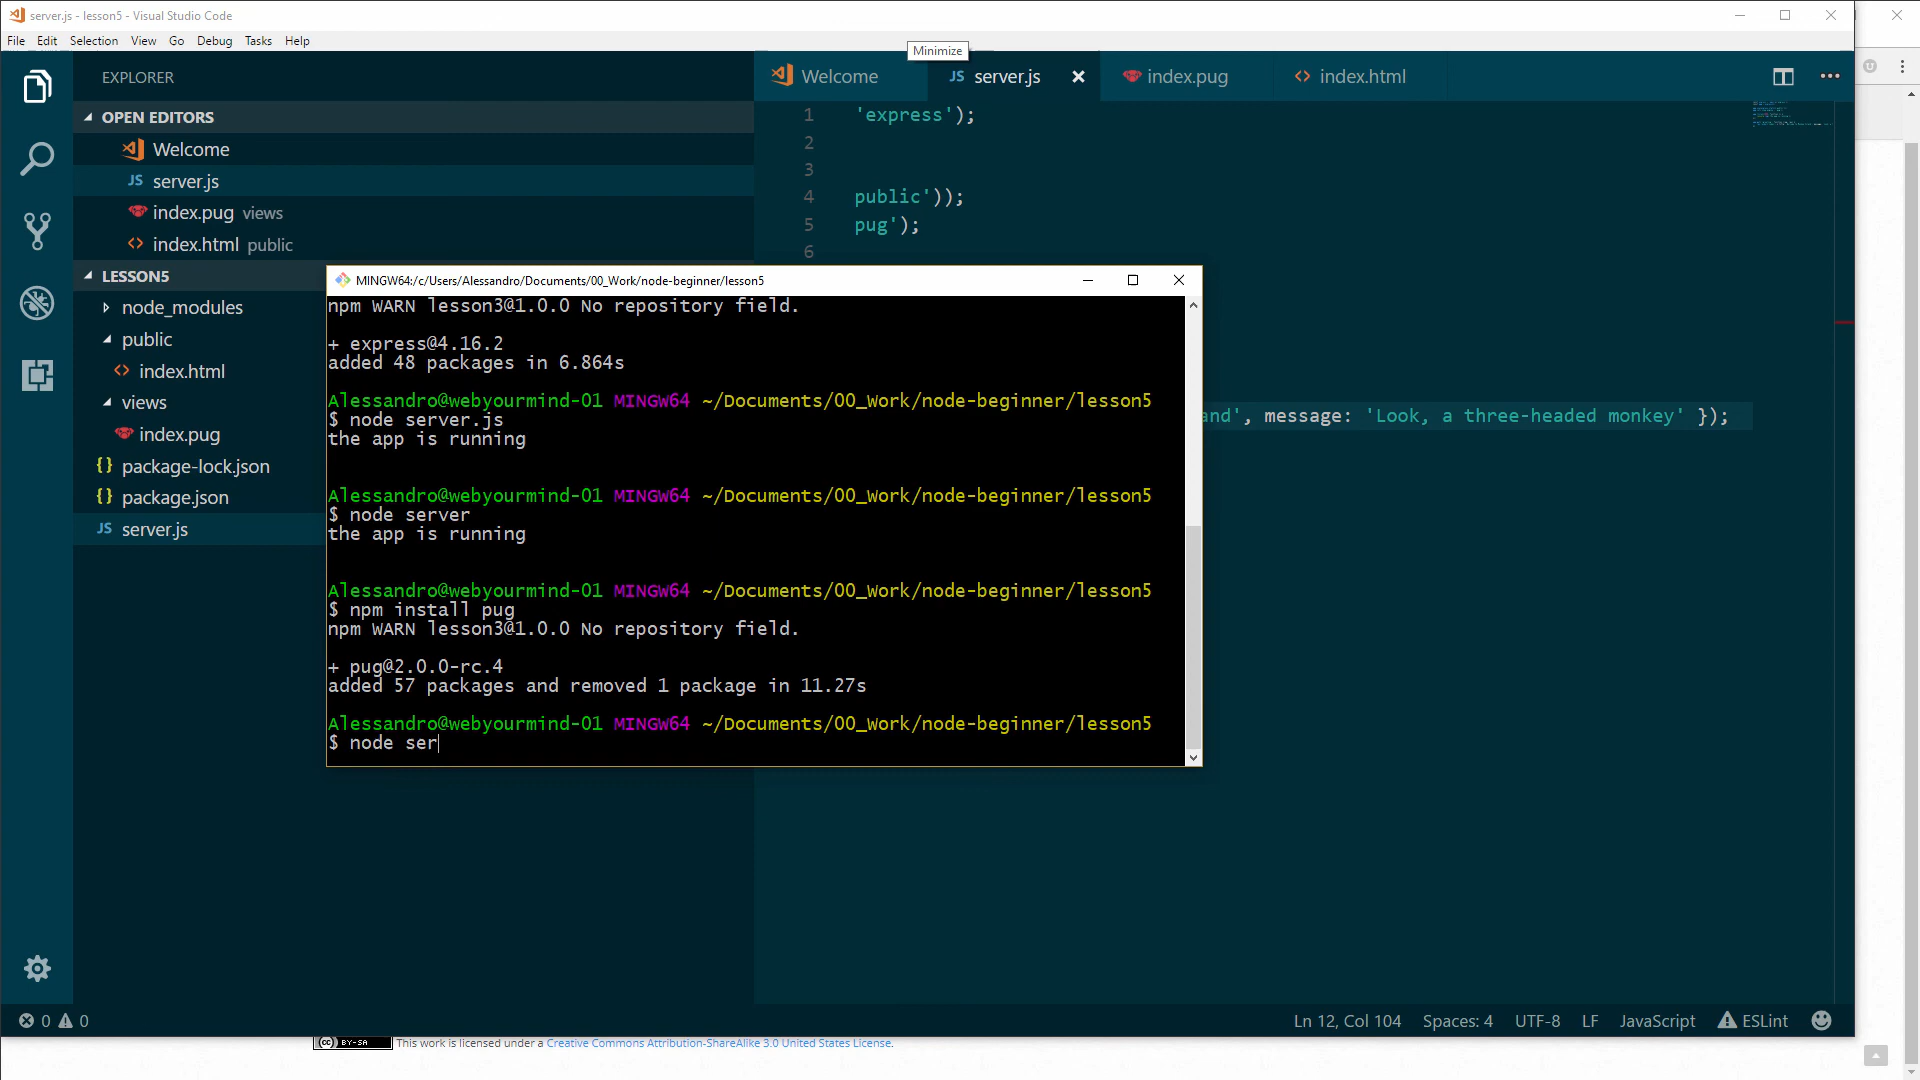 server.js - lesson5 - Visual Studio Code
File Edit Selection View Go Debug Tasks Help
Minimize
EXPLORER
Welcome JS server.js index.pug <> index.html
OPEN EDITORS
Welcome
JS server.js
index.pug views
<> index.html public
LESSON5
node_modules
public
<> index.html
views
index.pug
{} package-lock.json
{} package.json
JS server.js
1 'express');
2
3
4 public'));
5 pug');
6
and', message: 'Look, a three-headed monkey' });
MINGW64:/c/Users/Alessandro/Documents/00_Work/node-beginner/lesson5
npm WARN lesson3@1.0.0 No repository field.
+ express@4.16.2
added 48 packages in 6.864s
Alessandro@webyourmind-01 MINGW64 ~/Documents/00_Work/node-beginner/lesson5
$ node server.js
the app is running
Alessandro@webyourmind-01 MINGW64 ~/Documents/00_Work/node-beginner/lesson5
$ node server
the app is running
Alessandro@webyourmind-01 MINGW64 ~/Documents/00_Work/node-beginner/lesson5
$ npm install pug
npm WARN lesson3@1.0.0 No repository field.
+ pug@2.0.0-rc.4
added 57 packages and removed 1 package in 11.27s
Alessandro@webyourmind-01 MINGW64 ~/Documents/00_Work/node-beginner/lesson5
$ node ser
0 0 Ln 12, Col 104 Spaces: 4 UTF-8 LF JavaScript ESLint
cc BY-SA This work is licensed under a Creative Commons Attribution-ShareAlike 3.0 United States License.